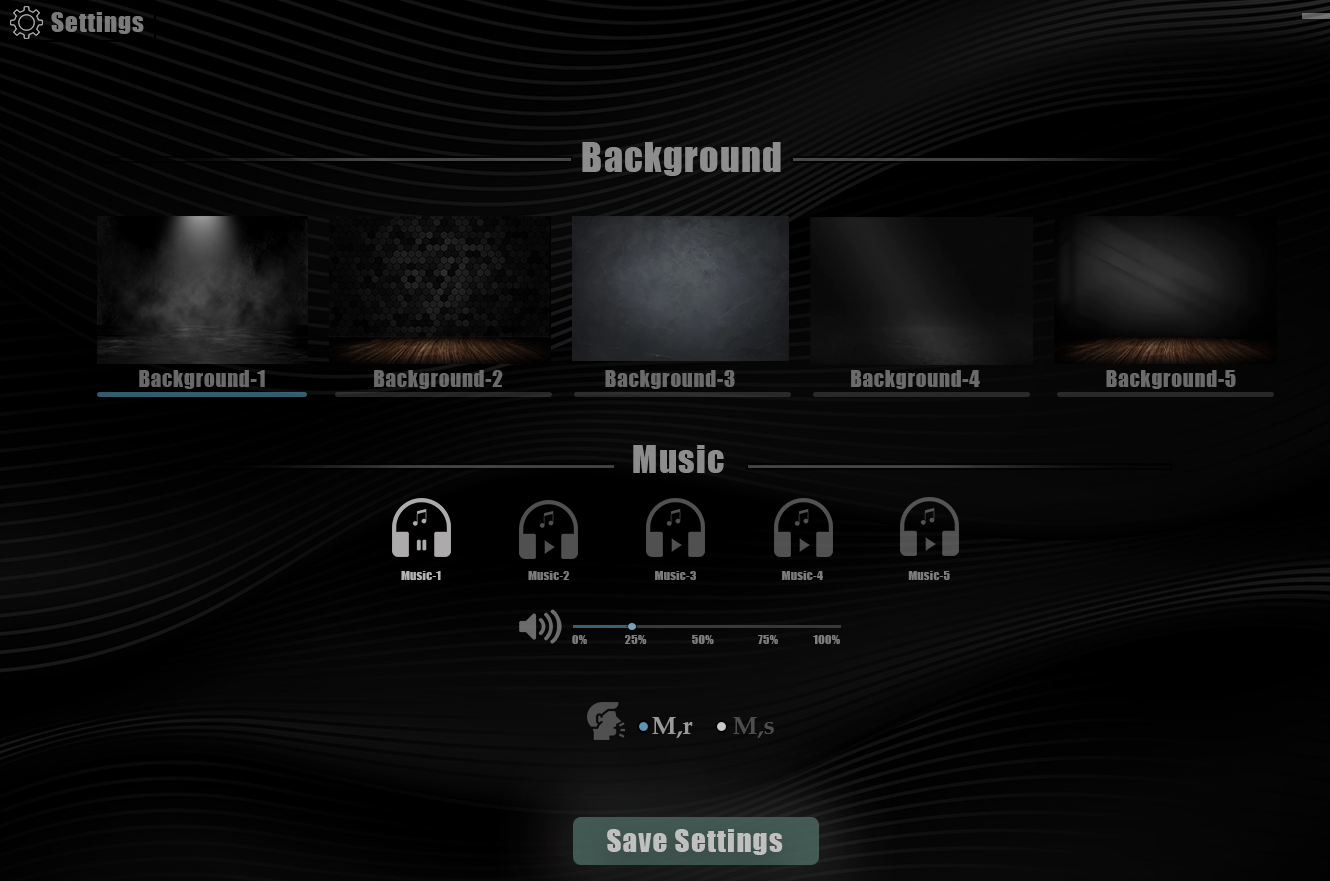 Settings
Background
Background-1 Background-2 Background-3 Background-4 Background-5
Music
Music-1 Music-2 Music-3 Music-4 Music-5
0% 25% 50% 75% 100%
M,r M,s
Save Settings